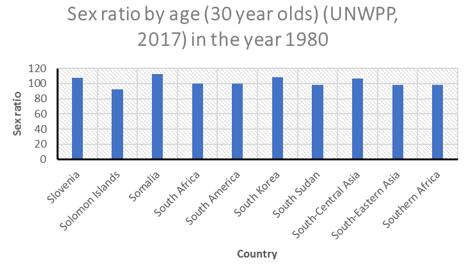 Sex ratio by age (30 year olds) (UNWPP,
2017) in the year 1980
120
100
80
60
40
20
0
Sex ratio
Slovenia
Solomon Islands
Somalia
South Africa
South America
South Korea
South Sudan
South-Central Asia
South-Eastern Asia
Southern Africa
Country